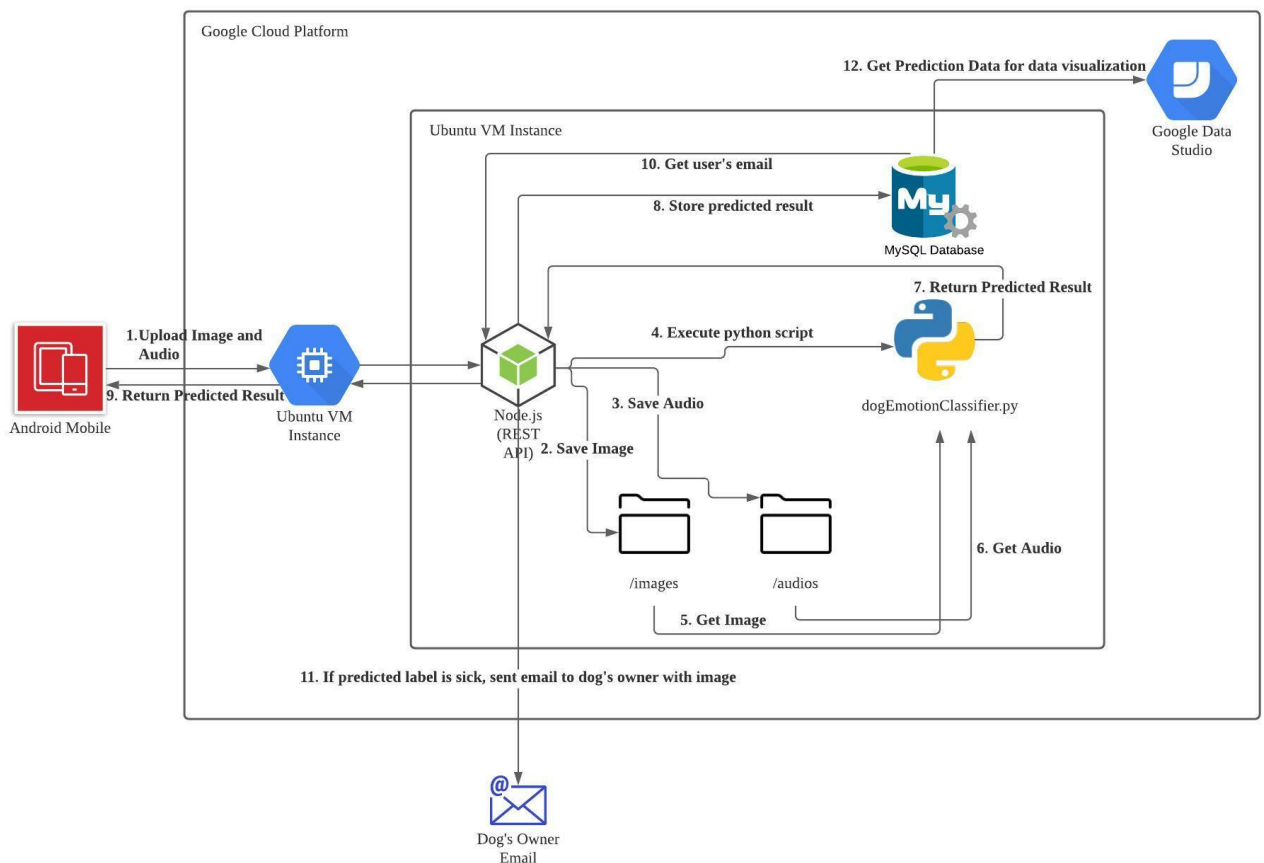 Google Cloud Platform
12. Get Prediction Data for data visualization
Google Data
Studio
Ubuntu VM Instance
10. Get user's email
8. Store predicted result
My
MySQL Database
7. Return Predicted Result
1.Upload Image and
Audio
4. Execute python script
9. Return Predicted Result
Android Mobile
Ubuntu VM
Instance
Node.js
(REST
API)
3. Save Audio
dogEmotionClassifier.py
2. Save Image
6. Get Audio
/images
/audios
5. Get Image
11. If predicted label is sick, sent email to dog's owner with image
@
Dog's Owner
Email